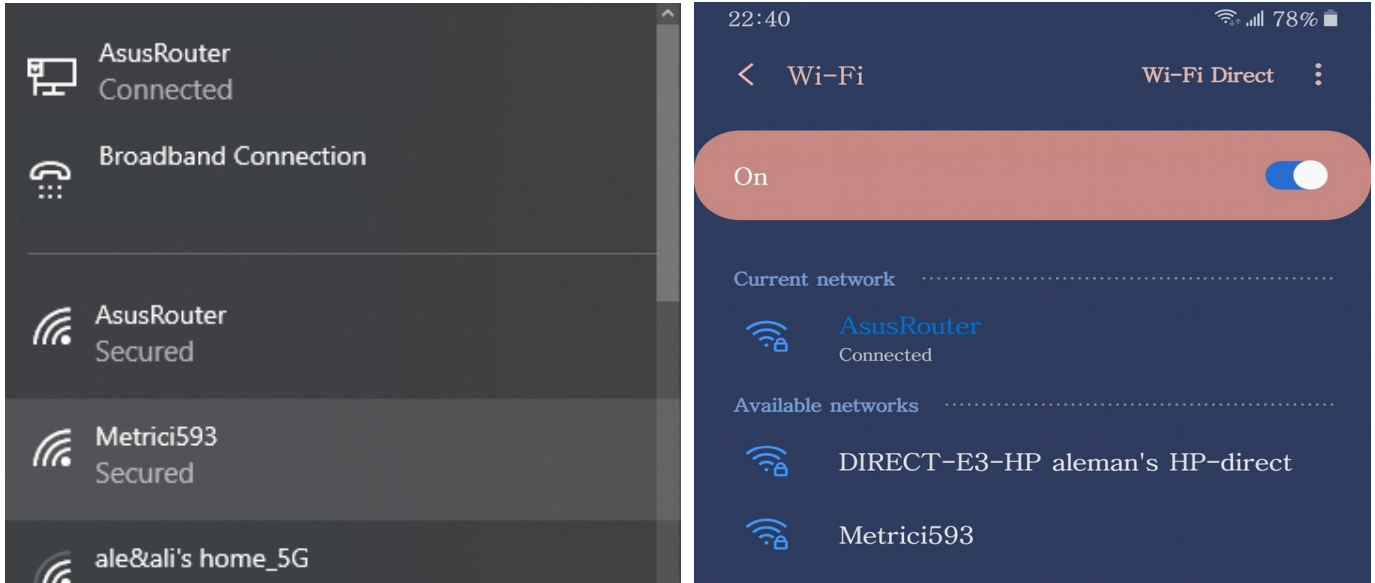 AsusRouter
Connected
Broadband Connection
AsusRouter
Secured
Metrici593
Secured
ale&ali's home_5G
22:40 78%
Wi-Fi Wi-Fi Direct
On
Current network
AsusRouter
Connected
Available networks
DIRECT-E3-HP aleman's HP-direct
Metrici593